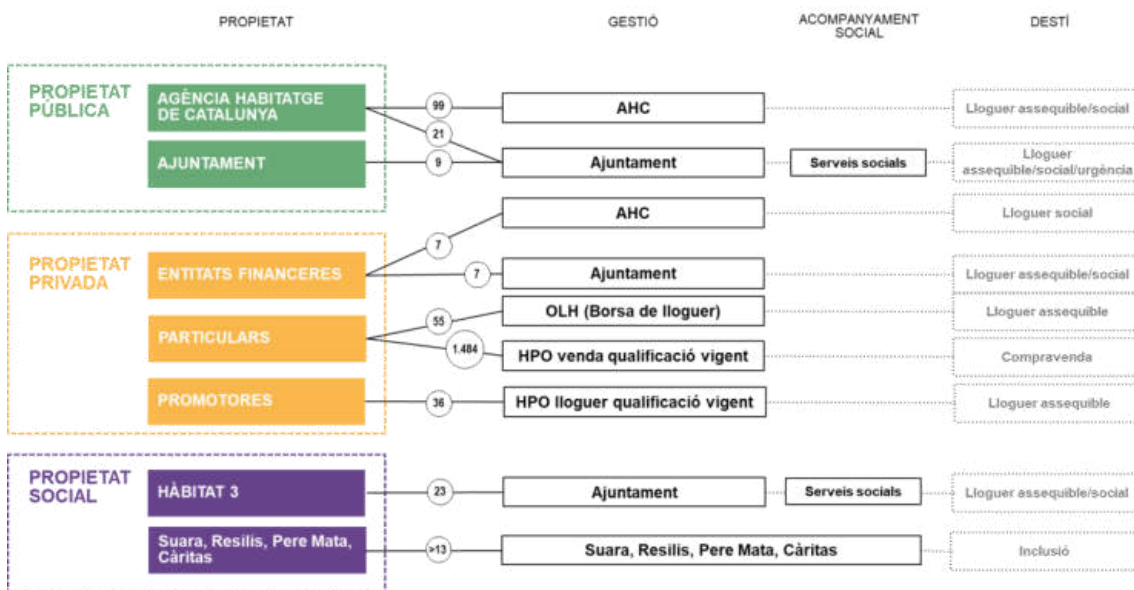 PROPIETAT
GESTIÓ
ACOMPANYAMENT
SOCIAL
DESTÍ
PROPIETAT
PÚBLICA
AGÈNCIA HABITATGE
DE CATALUNYA
99
AHC
Lloguer assequible/social
21
AJUNTAMENT
9
Ajuntament
Serveis socials
Lloguer
assequible/social/urgència
AHC
Lloguer social
PROPIETAT
PRIVADA
7
ENTITATS FINANCERES
7
Ajuntament
Lloguer assequible/social
PARTICULARS
55
OLH (Borsa de lloguer)
Lloguer assequible
1.484
HPO venda qualificació vigent
Compravenda
PROMOTORES
36
HPO lloguer qualificació vigent
Lloguer assequible
PROPIETAT
SOCIAL
HÀBITAT 3
23
Ajuntament
Serveis socials
Lloguer assequible/social
Suara, Resilis, Pere Mata,
Càritas
>13
Suara, Resilis, Pere Mata, Càritas
Inclusió